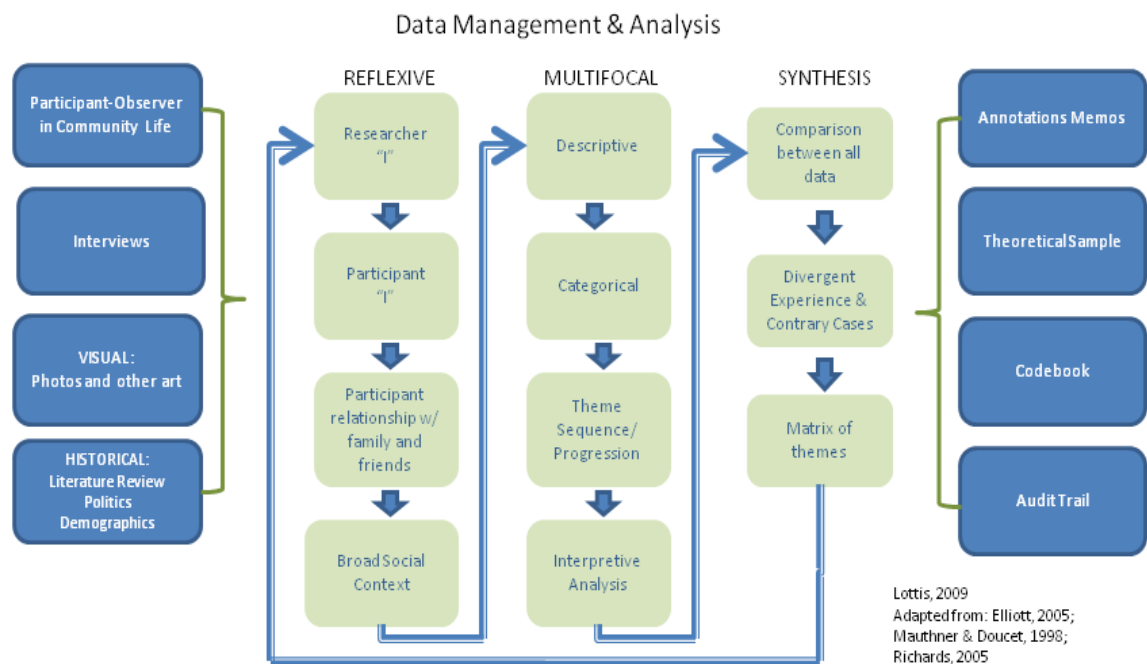 Data Management & Analysis
REFLEXIVE
MULTIFOCAL
SYNTHESIS
Participant-Observer
in Community Life
Interviews
VISUAL:
Photos and other art
HISTORICAL:
Literature Review
Politics
Demographics
Researcher
"I"
Participant
"I"
Participant
relationship w/
family and
friends
Broad Social
Context
Descriptive
Categorical
Theme
Sequence/
Progression
Interpretive
Analysis
Comparison
between all
data
Divergent
Experience &
Contrary Cases
Matrix of
themes
Annotations Memos
Theoretical Sample
Codebook
Audit Trail
Lottis, 2009
Adapted from: Elliott, 2005;
Mauthner & Doucet, 1998;
Richards, 2005